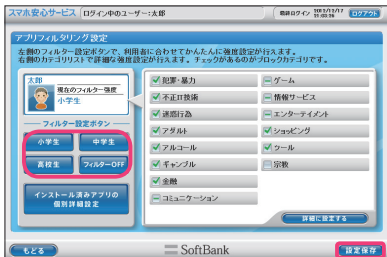 スマホ安心サービス ログイン中のユーザー：太郎
最終ログイン 2012/12/17 21:03:26 ログアウト
アプリフィルタリング設定
左側のフィルター設定ボタンで、利用者に合わせてかんたんに強度設定が行えます。
右側のカテゴリリストで詳細な強度設定が行えます。チェックがあるのがブロックカテゴリです。
太郎
現在のフィルター強度
小学生
フィルター設定ボタン
小学生 中学生
高校生 フィルターOFF
インストール済みアプリの
個別詳細設定
犯罪・暴力 ゲーム
不正IT技術 情報サービス
迷惑行為 エンターテイメント
アダルト ショッピング
アルコール ツール
ギャンブル 宗教
金融
コミュニケーション
詳細に設定する
もどる SoftBank 設定保存